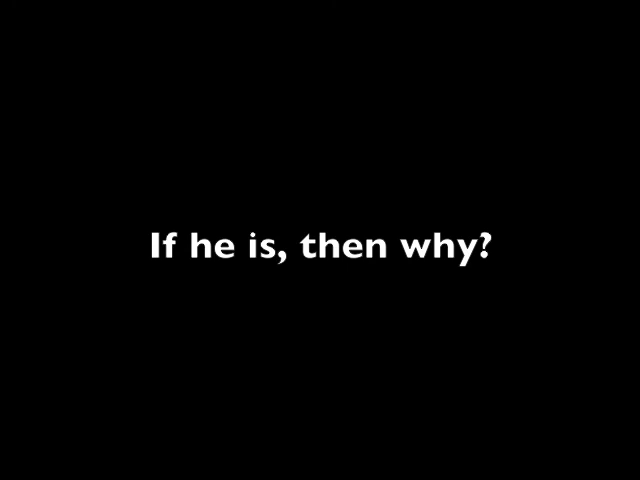 If he is, then why?